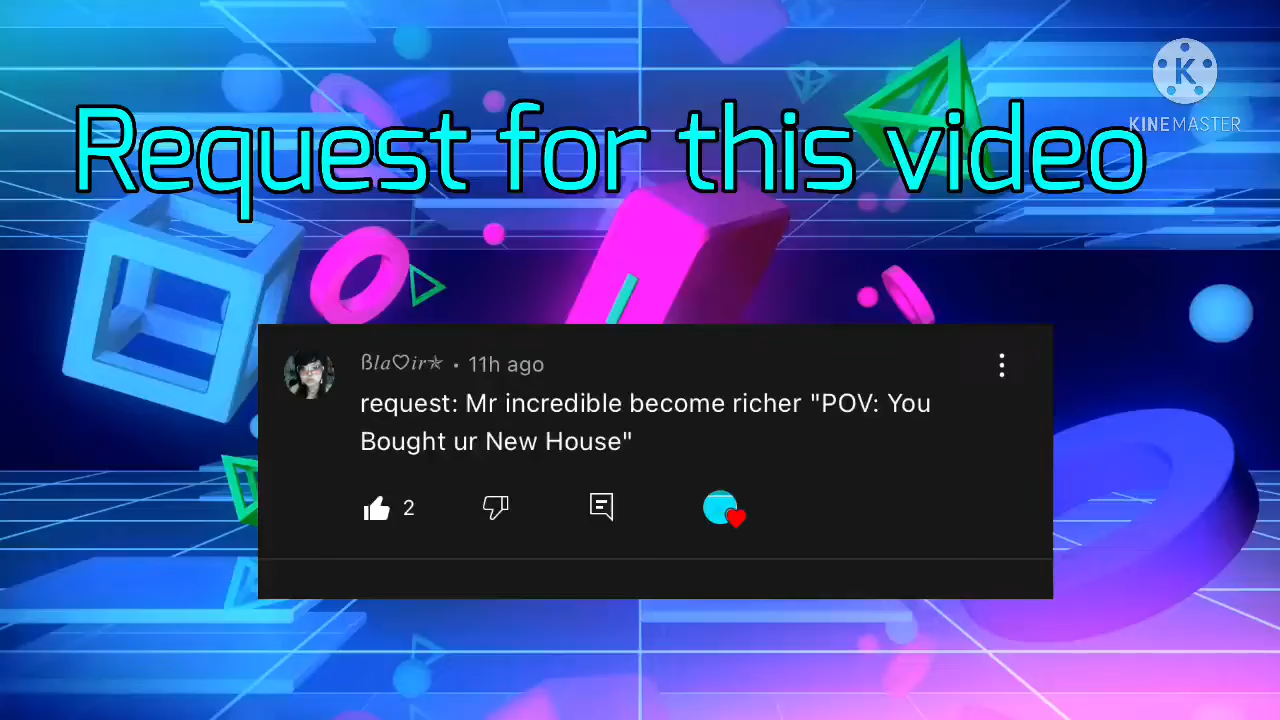 K
KINEMASTER
Request for this video
ßla♡ir✯ • 11h ago
request: Mr incredible become richer "POV: You
Bought ur New House"
2